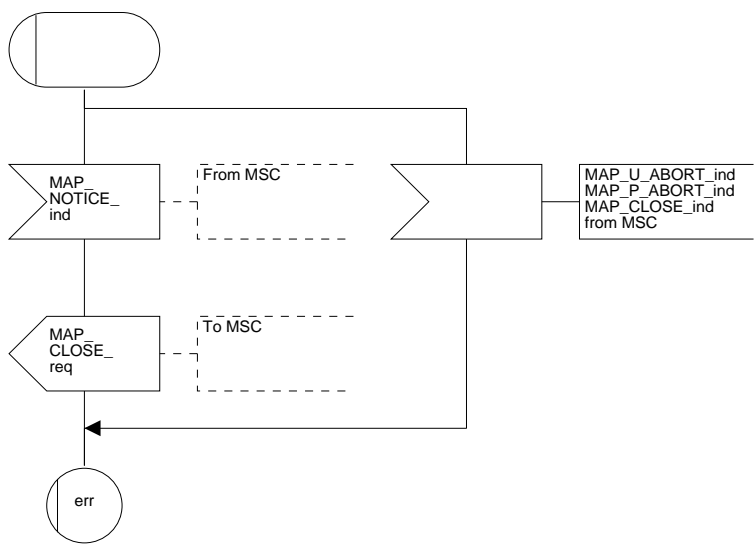 MAP_
NOTICE_
ind
From MSC
MAP_U_ABORT_ind
MAP_P_ABORT_ind
MAP_CLOSE_ind
from MSC
MAP_
CLOSE_
req
To MSC
err